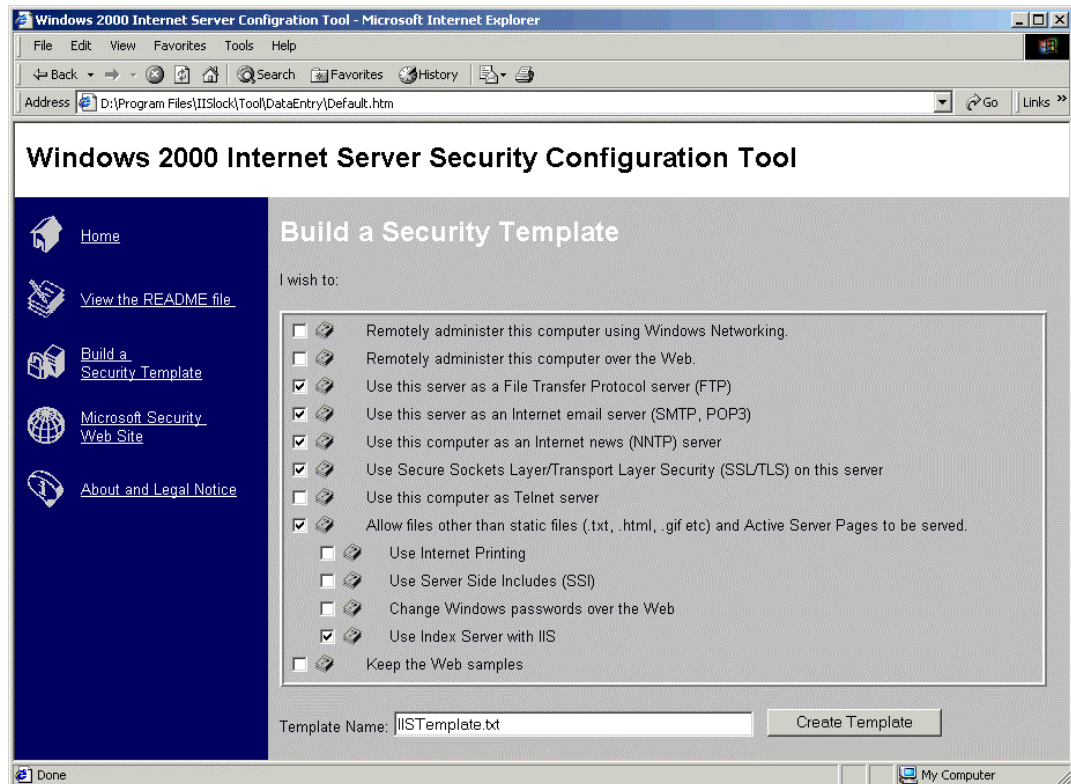 Windows 2000 Internet Server Configration Tool - Microsoft Internet Explorer
File Edit View Favorites Tools Help
Back Search Favorites History
Address D:\Program Files\IISlock\Tool\DataEntry\Default.htm Go Links »
Windows 2000 Internet Server Security Configuration Tool
Home
View the README file
Build a
Security Template
Microsoft Security
Web Site
About and Legal Notice
Build a Security Template
I wish to:
Remotely administer this computer using Windows Networking.
Remotely administer this computer over the Web.
Use this server as a File Transfer Protocol server (FTP)
Use this server as an Internet email server (SMTP, POP3)
Use this computer as an Internet news (NNTP) server
Use Secure Sockets Layer/Transport Layer Security (SSL/TLS) on this server
Use this computer as Telnet server
Allow files other than static files (.txt, .html, .gif etc) and Active Server Pages to be served.
Use Internet Printing
Use Server Side Includes (SSI)
Change Windows passwords over the Web
Use Index Server with IIS
Keep the Web samples
Template Name: IISTemplate.txt Create Template
Done My Computer